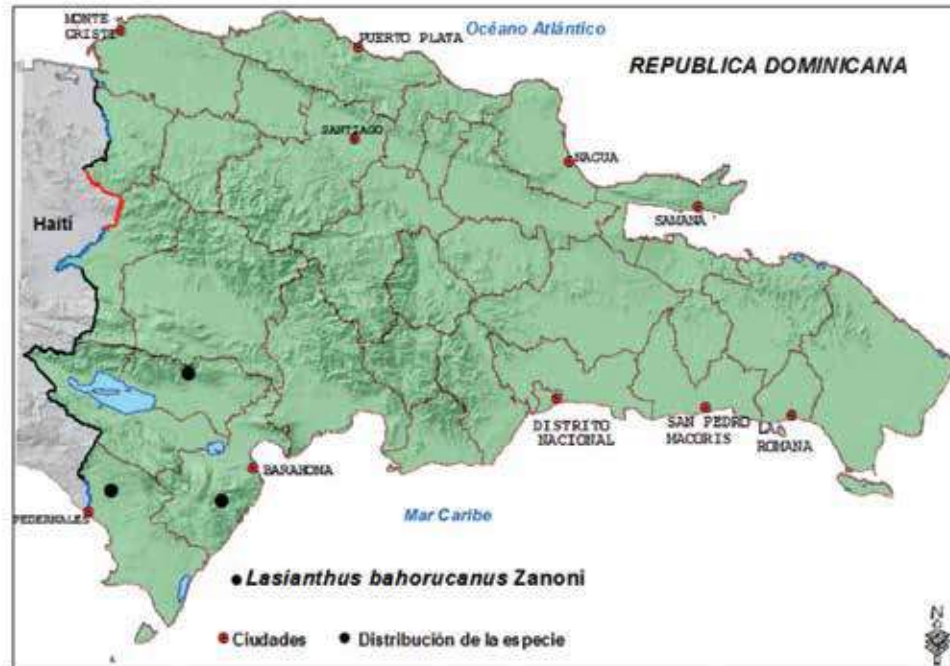 MONTE
CRISTI
PUERTO PLATA
Océano Atlántico
REPUBLICA DOMINICANA
SANTIAGO
NAGUA
SAMANA
Haití
DISTRITO
NACIONAL
SAN PEDRO
MACORIS
LA
ROMANA
BARAHONA
PEDERNALES
Mar Caribe
Lasianthus bahorucanus Zanoni
Ciudades
Distribución de la especie
N